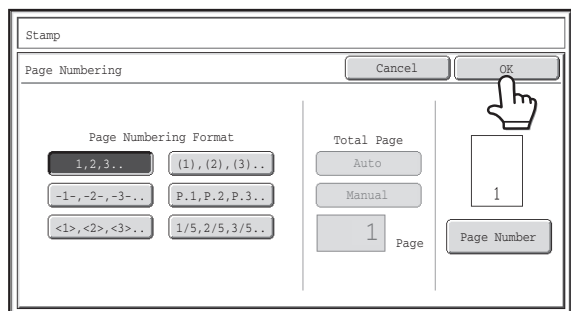 Stamp
Page Numbering
Cancel
OK
Page Numbering Format
1,2,3..
(1),(2),(3)..
-1-,-2-,-3-..
P.1,P.2,P.3..
<1>,<2>,<3>..
1/5,2/5,3/5..
Total Page
Auto
Manual
1 Page
1
Page Number